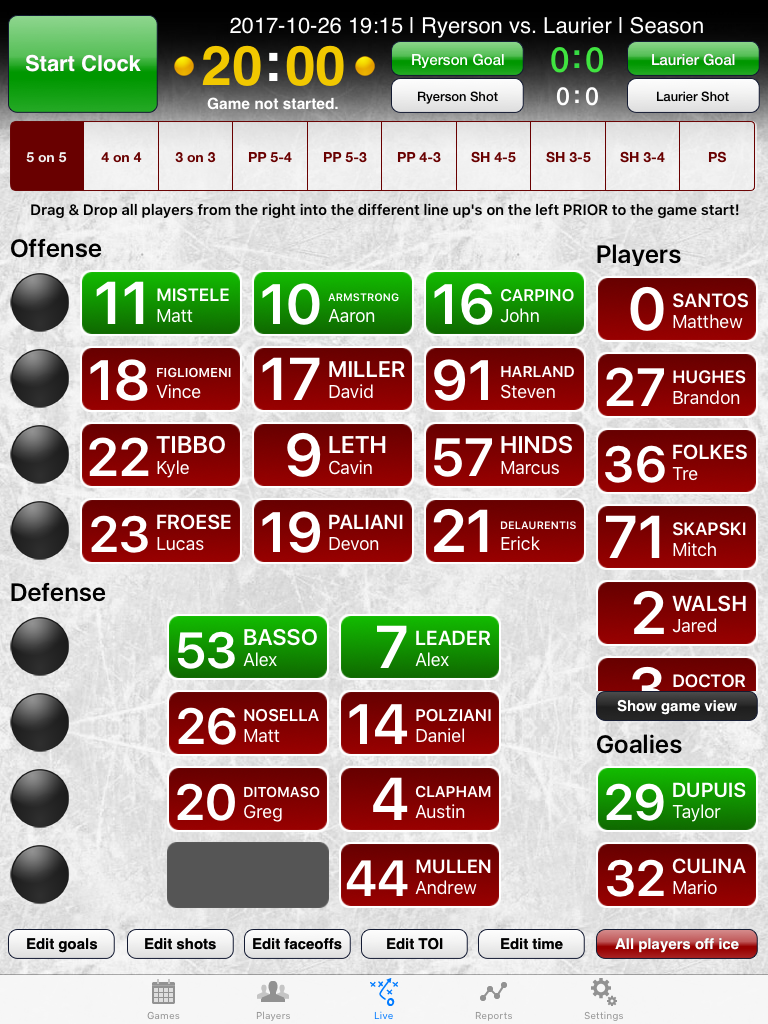 2017-10-26 19:15 | Ryerson vs. Laurier | Season
Start Clock
20:00
Game not started.
Ryerson Goal
0:0
Laurier Goal
Ryerson Shot
0:0
Laurier Shot
5 on 5
4 on 4
3 on 3
PP 5-4
PP 5-3
PP 4-3
SH 4-5
SH 3-5
SH 3-4
PS
Drag & Drop all players from the right into the different line up's on the left PRIOR to the game start!
Offense
11 MISTELE
Matt
10 ARMSTRONG
Aaron
16 CARPINO
John
18 FIGLIOMENI
Vince
17 MILLER
David
91 HARLAND
Steven
22 TIBBO
Kyle
9 LETH
Cavin
57 HINDS
Marcus
23 FROESE
Lucas
19 PALIANI
Devon
21 DELAURENTIS
Erick
Defense
53 BASSO
Alex
7 LEADER
Alex
26 NOSELLA
Matt
14 POLZIANI
Daniel
20 DITOMASO
Greg
4 CLAPHAM
Austin
44 MULLEN
Andrew
Players
0 SANTOS
Matthew
27 HUGHES
Brandon
36 FOLKES
Tre
71 SKAPSKI
Mitch
2 WALSH
Jared
3 DOCTOR
Show game view
Goalies
29 DUPUIS
Taylor
32 CULINA
Mario
Edit goals
Edit shots
Edit faceoffs
Edit TOI
Edit time
All players off ice
Games
Players
Live
Reports
Settings